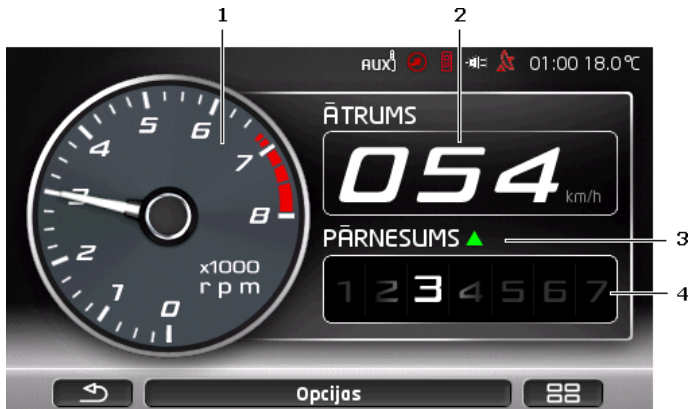 1
2
AUX 01:00 18.0°C
ĀTRUMS
054 km/h
PĀRNESUMS
3
1 2 3 4 5 6 7
4
0 1 2 3 4 5 6 7 8
x1000
rpm
Opcijas